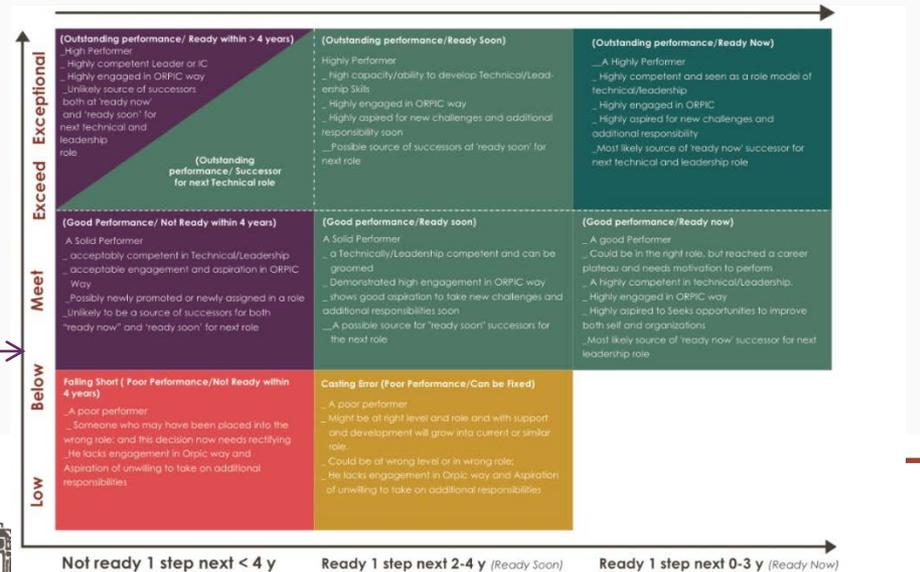 Exceptional
Exceed
Meet
Below
Low
(Outstanding performance/ Ready within > 4 years)
_High Performer
_ Highly competent Leader or IC
_ Highly engaged in ORPIC way
_Unlikely source of successors
both at 'ready now'
and 'ready soon' for
next technical and
leadership
role
(Outstanding
performance/ Successor
for next Technical role
(Outstanding performance/Ready Soon)
Highly Performer
_ high capacity/ability to develop Technical/Lead-
ership Skills
_ Highly engaged in ORPIC way
_ Highly aspired for new challenges and additional
responsibility soon
__Possible source of successors at 'ready soon' for
next role
(Outstanding performance/Ready Now)
__A Highly Performer
_ Highly competent and seen as a role model of
technical/leadership
_ Highly engaged in ORPIC
_ Highly aspired for new challenges and
additional responsibility
_Most likely source of 'ready now' successor for
next technical and leadership role
(Good Performance/ Not Ready within 4 years)
A Solid Performer
_ acceptably competent in Technical/Leadership
_ acceptable engagement and aspiration in ORPIC
Way
_Possibly newly promoted or newly assigned in a role
_Unlikely to be a source of successors for both
"ready now" and 'ready soon' for next role
(Good performance/Ready soon)
A Solid Performer
_ a Technically/Leadership competent and can be
groomed
_ Demonstrated high engagement in ORPIC way
_ shows good aspiration to take new challenges and
additional responsibilities soon
__A possible source for "ready soon" successors for
the next role
(Good performance/Ready now)
_ A good Performer
_ Could be in the right role, but reached a career
plateau and needs motivation to perform
_ A highly competent in technical/Leadership.
_ Highly engaged in ORPIC way
_ Highly aspired to Seeks opportunities to improve
both self and organizations
_Most likely source of 'ready now' successor for next
leadership role
Falling Short ( Poor Performance/Not Ready within
4 years)
_A poor performer
_ Someone who may have been placed into the
wrong role: and this decision now needs rectifying
_He lacks engagement in Orpic way and
Aspiration of unwilling to take on additional
responsibilities
Casting Error (Poor Performance/Can be Fixed)
_ A poor performer
_ Might be at right level and role and with support
and development will grow into current or similar
role.
_ Could be at wrong level or in wrong role;
_ He lacks engagement in Orpic way and Aspiration
of unwilling to take on additional responsibilities
Not ready 1 step next < 4 y
Ready 1 step next 2-4 y (Ready Soon)
Ready 1 step next 0-3 y (Ready Now)